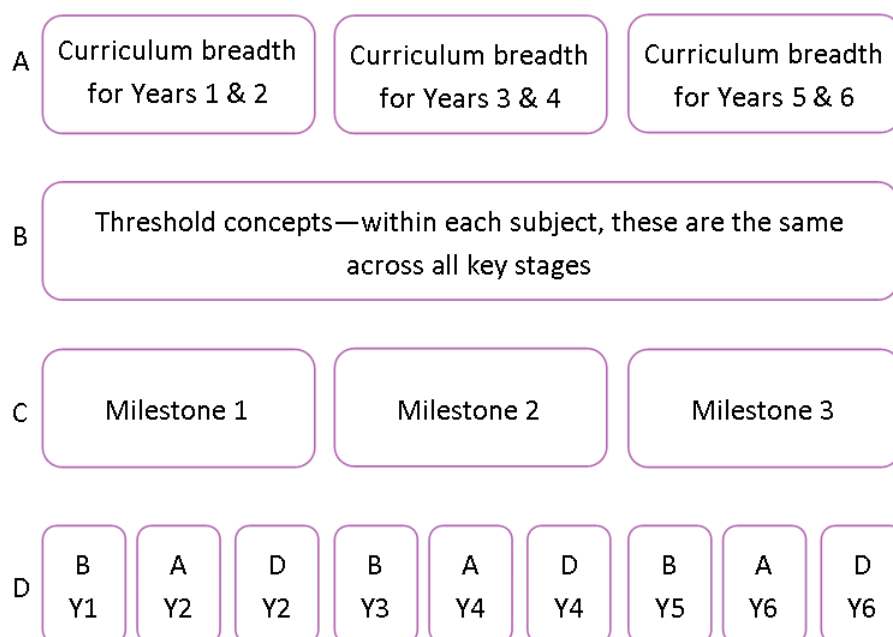 A
Curriculum breadth
for Years 1 & 2
Curriculum breadth
for Years 3 & 4
Curriculum breadth
for Years 5 & 6
B
Threshold concepts—within each subject, these are the same
across all key stages
C
Milestone 1
Milestone 2
Milestone 3
D
B
Y1
A
Y2
D
Y2
B
Y3
A
Y4
D
Y4
B
Y5
A
Y6
D
Y6